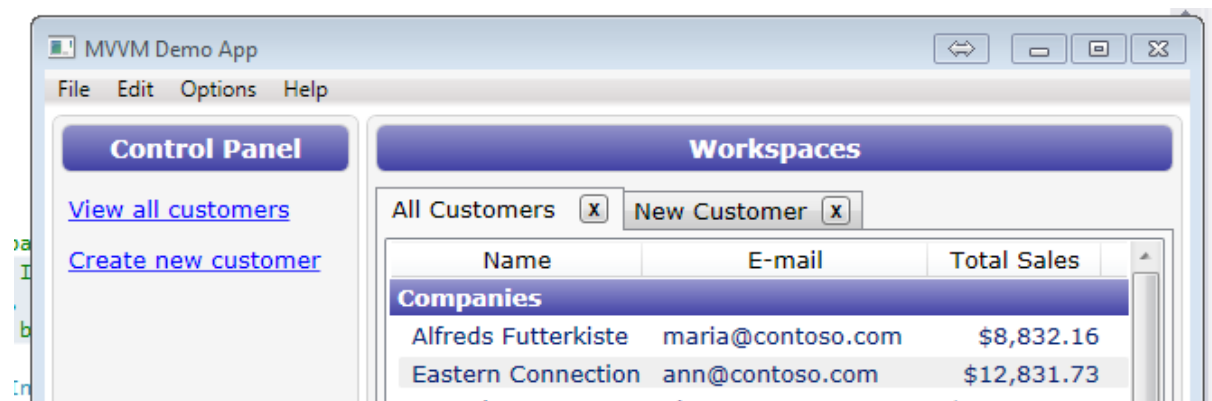 MVVM Demo App
File Edit Options Help
Control Panel
Workspaces
View all customers
Create new customer
All Customers x
New Customer x
Name E-mail Total Sales
Companies
Alfreds Futterkiste maria@contoso.com $8,832.16
Eastern Connection ann@contoso.com $12,831.73